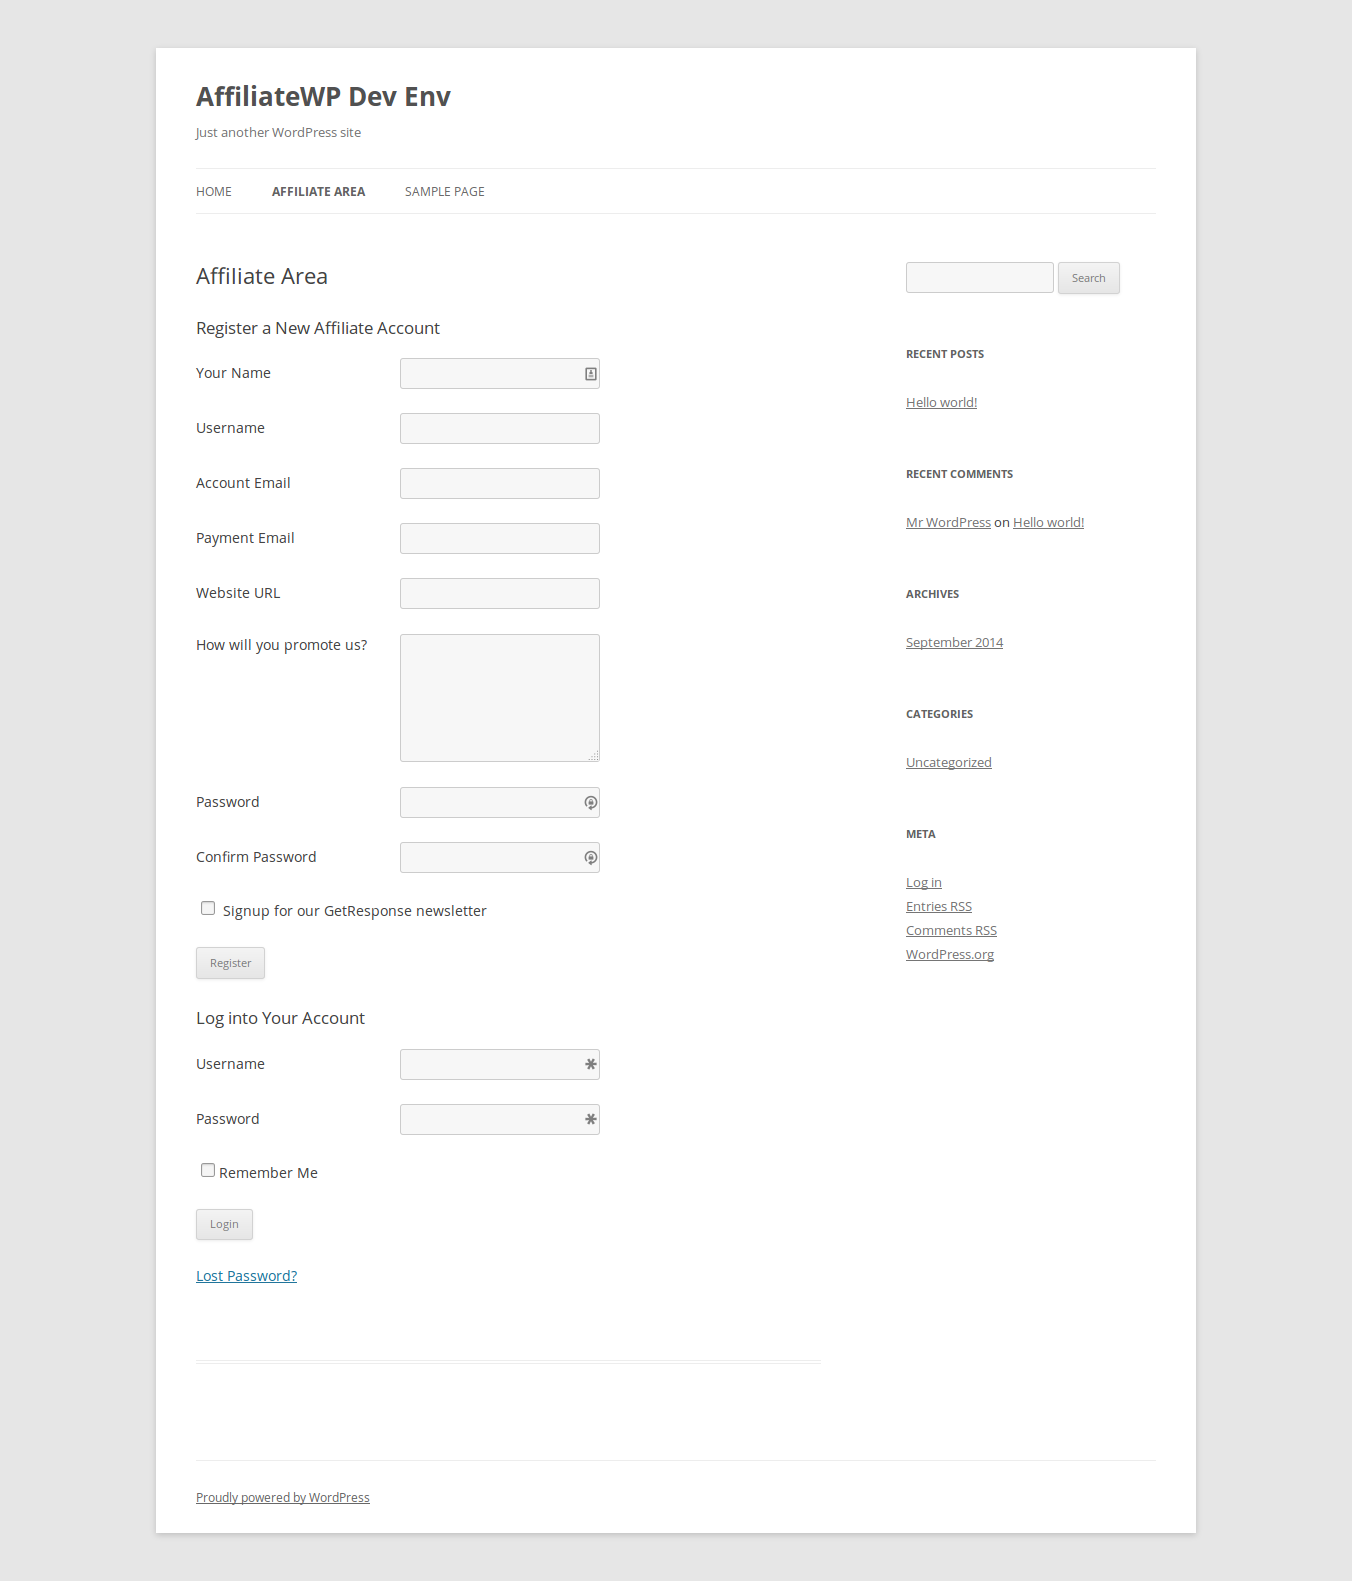 AffiliateWP Dev Env
Just another WordPress site
HOME AFFILIATE AREA SAMPLE PAGE
Affiliate Area
Register a New Affiliate Account
Your Name
Username
Account Email
Payment Email
Website URL
How will you promote us?
Password
Confirm Password
Signup for our GetResponse newsletter
Register
Log into Your Account
Username
Password
Remember Me
Login
Lost Password?
Search
RECENT POSTS
Hello world!
RECENT COMMENTS
Mr WordPress on Hello world!
ARCHIVES
September 2014
CATEGORIES
Uncategorized
META
Log in
Entries RSS
Comments RSS
WordPress.org
Proudly powered by WordPress